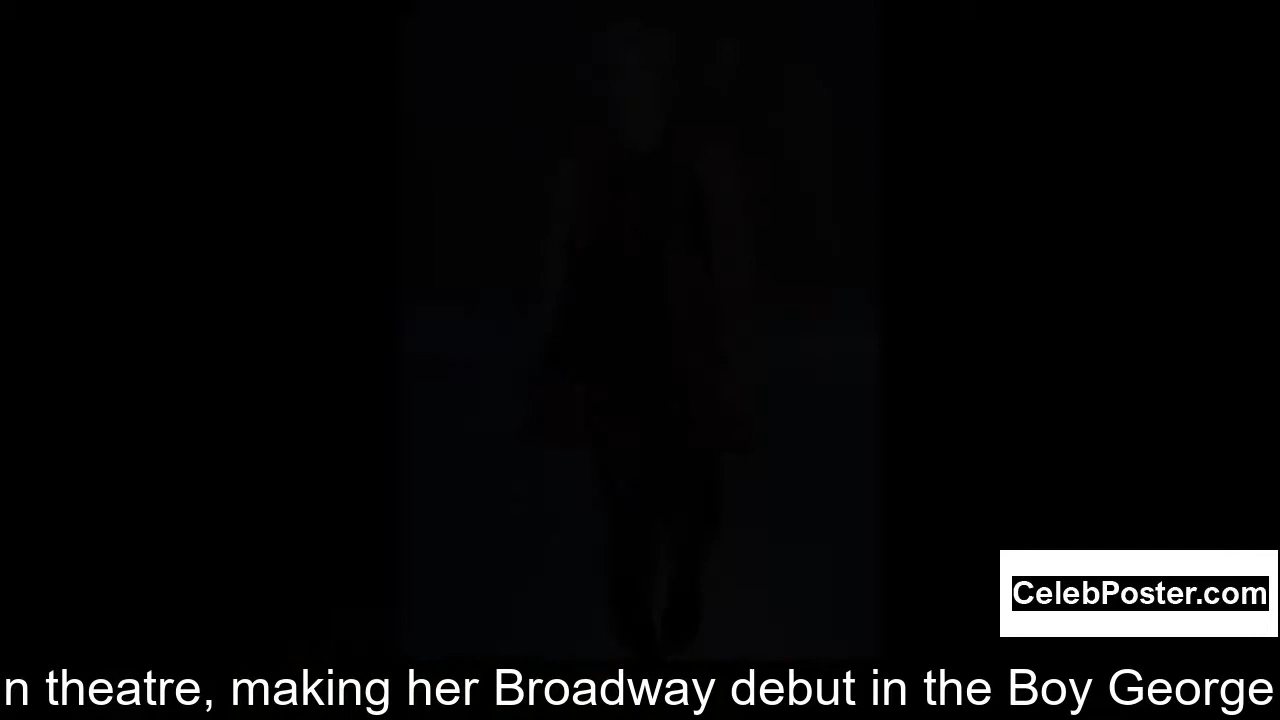 CelebPoster.com
n theatre, making her Broadway debut in the Boy George